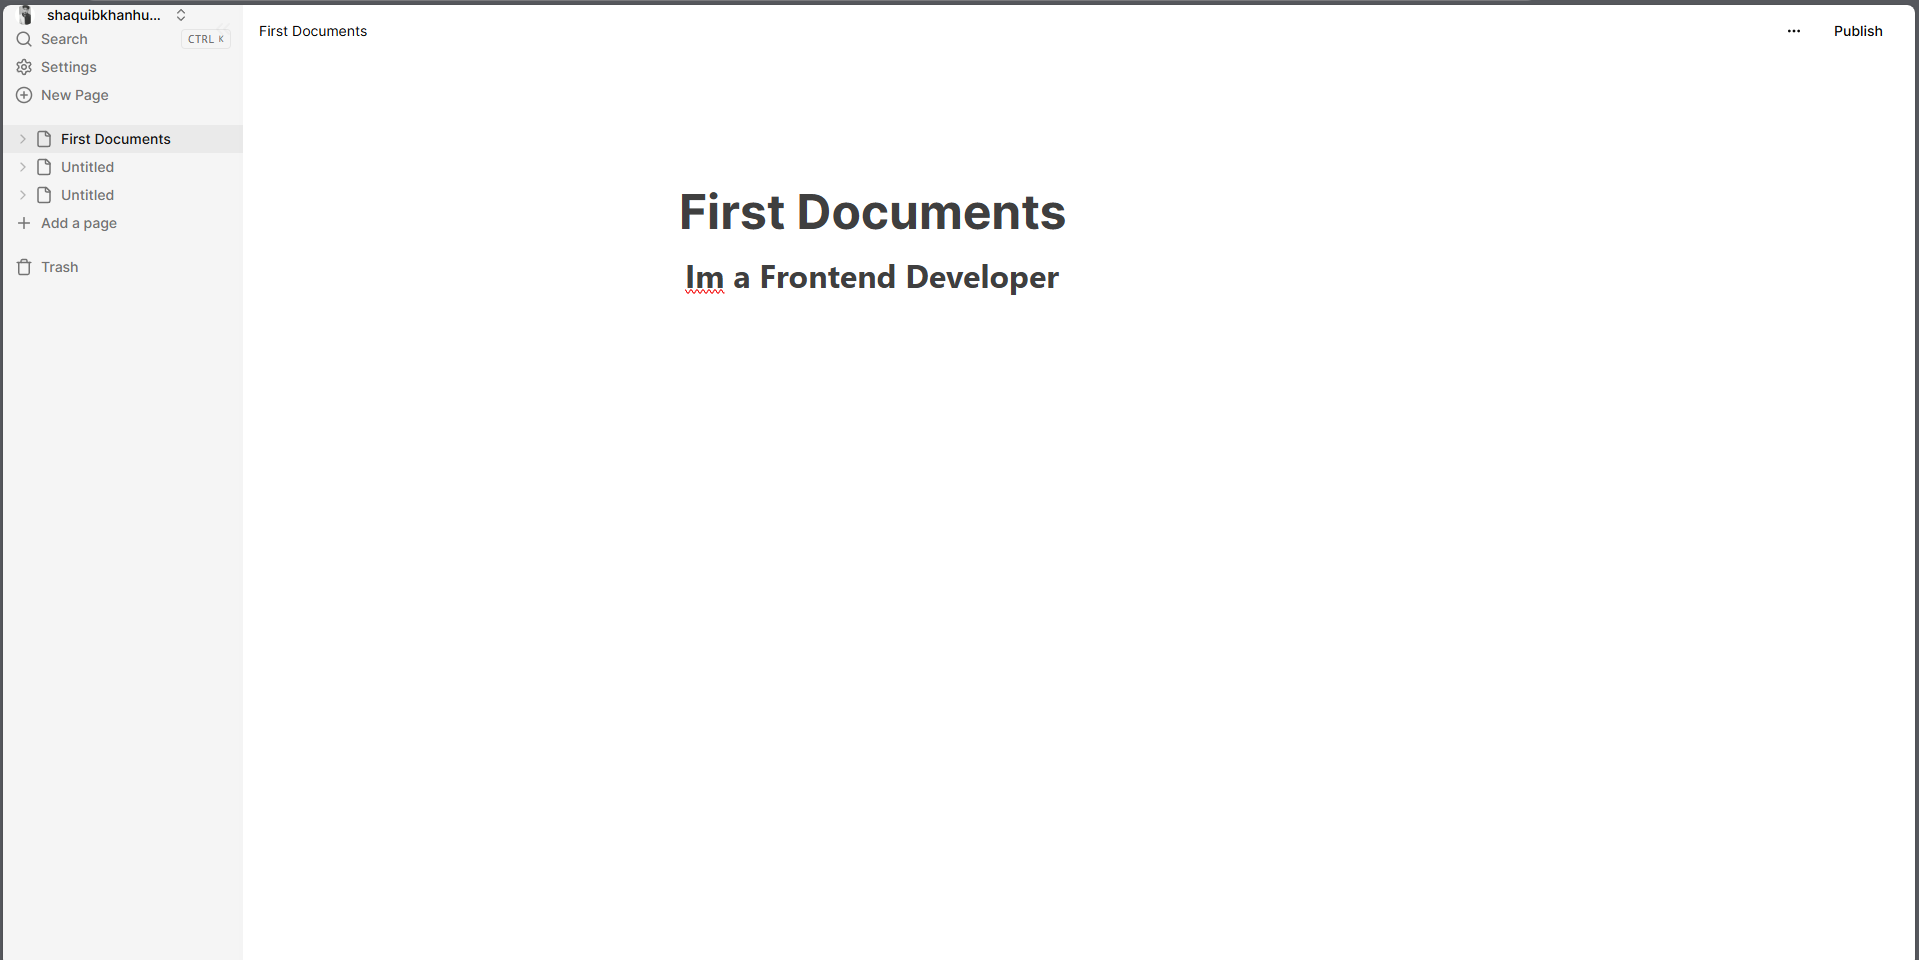 shaquibkhanhu...
Search CTRL K
Settings
New Page
First Documents
Untitled
Untitled
Add a page
Trash
First Documents
Publish
First Documents
Im a Frontend Developer